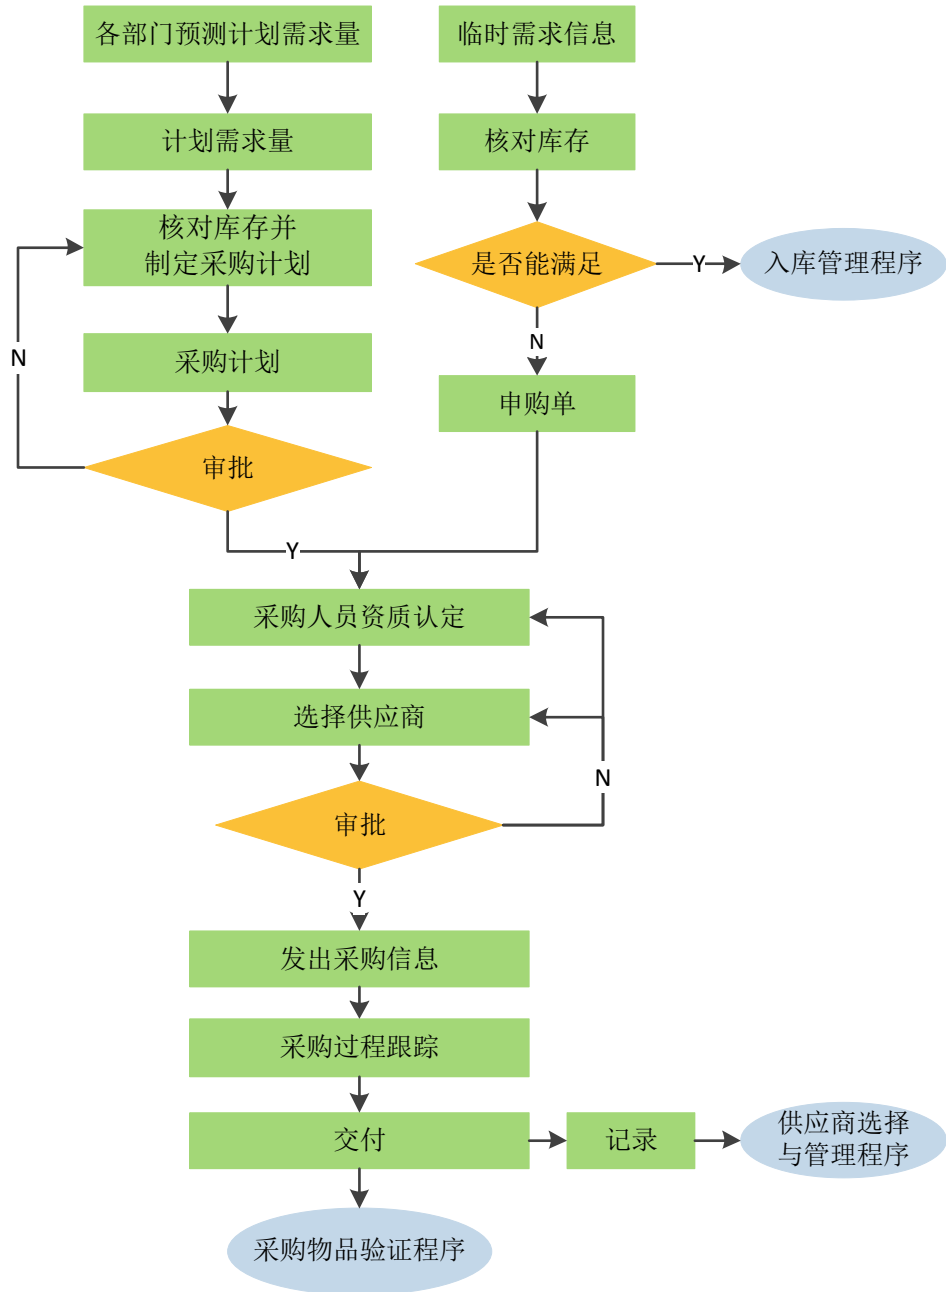 各部门预测计划需求量
临时需求信息
计划需求量
核对库存
核对库存并
制定采购计划
是否能满足
Y
入库管理程序
N
N
采购计划
申购单
审批
Y
采购人员资质认定
选择供应商
N
审批
Y
发出采购信息
采购过程跟踪
交付
记录
供应商选择
与管理程序
采购物品验证程序